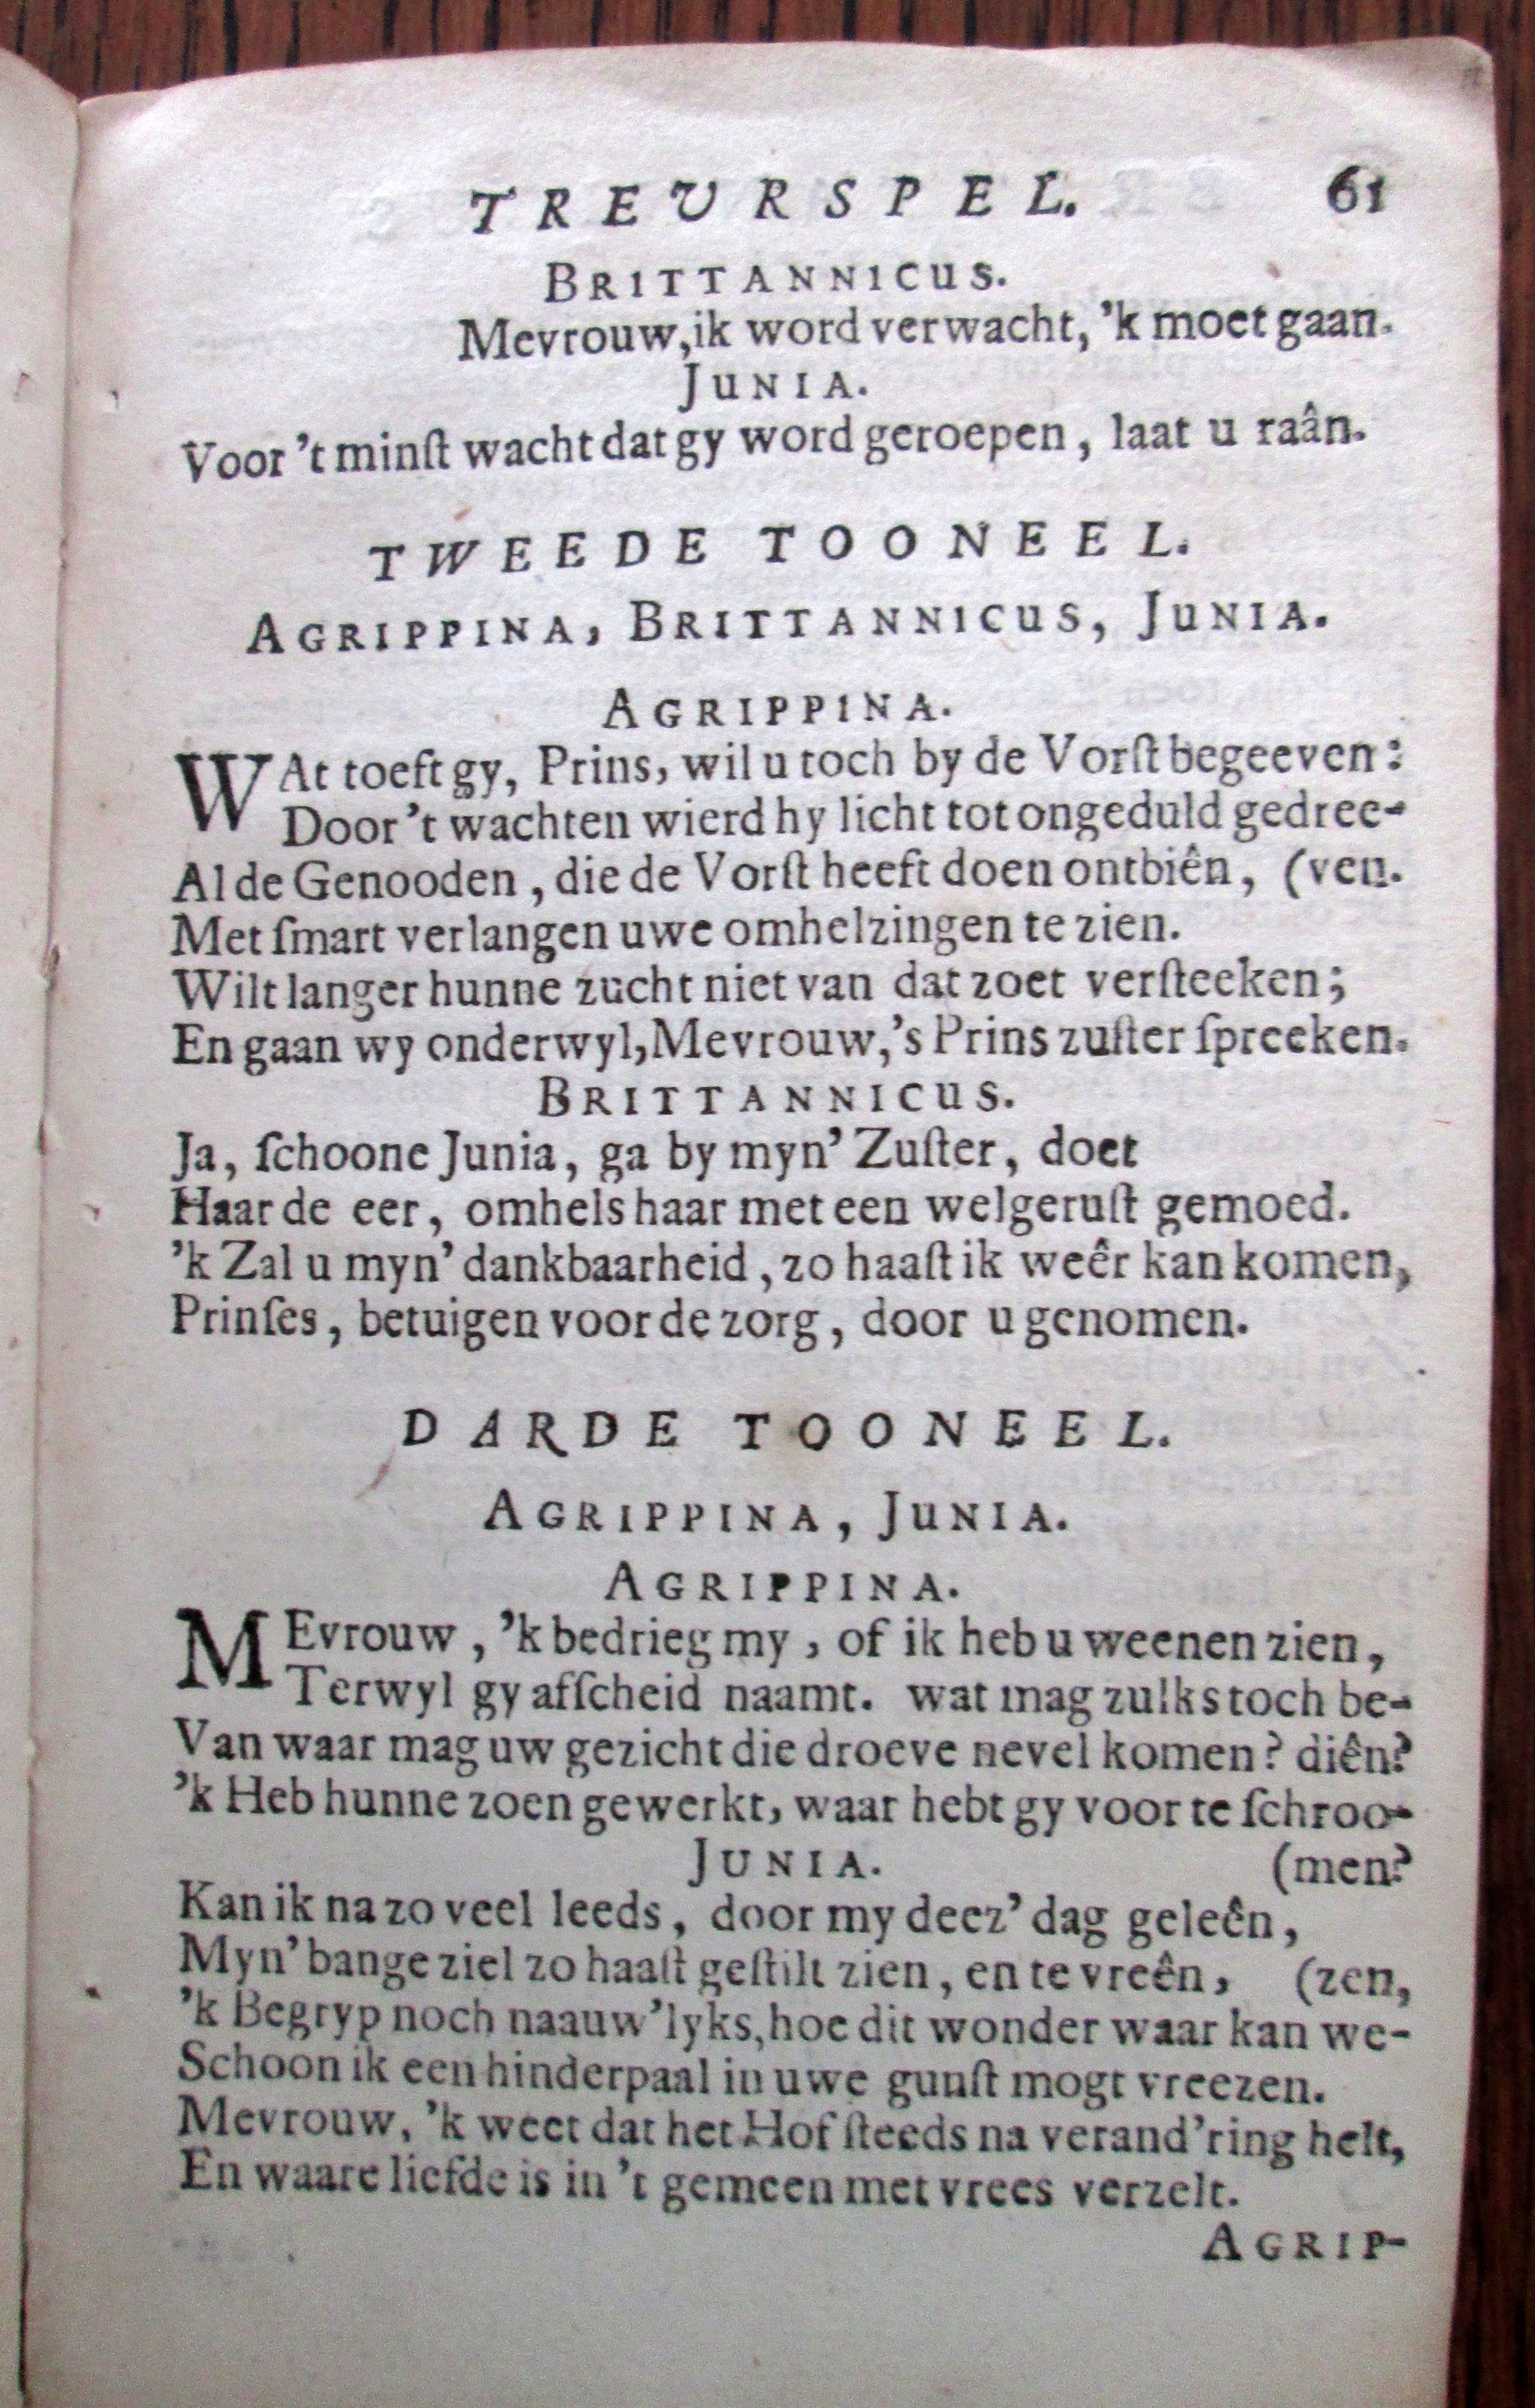 TREURSPEL. 61
BRITTANNICUS.
Mevrouw, ik word verwacht, 'k moet gaan.
JUNIA.
Voor 't minſt wacht dat gy word geroepen, laat u raân.
TWEEDE TOONEEL.
AGRIPPINA, BRITTANNICUS, JUNIA.
AGRIPPINA.
WAt toeft gy, Prins, wil u toch by de Vorſt begeeven:
Door 't wachten wierd hy licht tot ongeduld gedree-
Al de Genooden, die de Vorſt heeft doen ontbiên, (ven.
Met ſmart verlangen uwe omhelzingen te zien.
Wilt langer hunne zucht niet van dat zoet verſteeken;
En gaan wy onderwyl, Mevrouw, 's Prins zuſter ſpreeken.
BRITTANNICUS.
Ja, ſchoone Junia, ga by myn' Zuſter, doet
Haar de eer, omhels haar met een welgeruſt gemoed.
'k Zal u myn' dankbaarheid, zo haaſt ik weêr kan komen,
Prinſes, betuigen voor de zorg, door u genomen.
DARDE TOONEEL.
AGRIPPINA, JUNIA.
AGRIPPINA.
MEvrouw, 'k bedrieg my, of ik heb u weenen zien,
Terwyl gy afſcheid naamt. wat mag zulks toch be-
Van waar mag uw gezicht die droeve nevel komen? diên?
'k Heb hunne zoen gewerkt, waar hebt gy voor te ſchroo-
JUNIA. (men?
Kan ik na zo veel leeds, door my deez' dag geleên,
Myn' bange ziel zo haaſt geſtilt zien, en te vreên, (zen,
'k Begryp noch naauw'lyks, hoe dit wonder waar kan we-
Schoon ik een hinderpaal in uwe gunſt mogt vreezen.
Mevrouw, 'k weet dat het Hof ſteeds na verand'ring helt,
En waare liefde is in 't gemeen met vrees verzelt.
AGRIP-